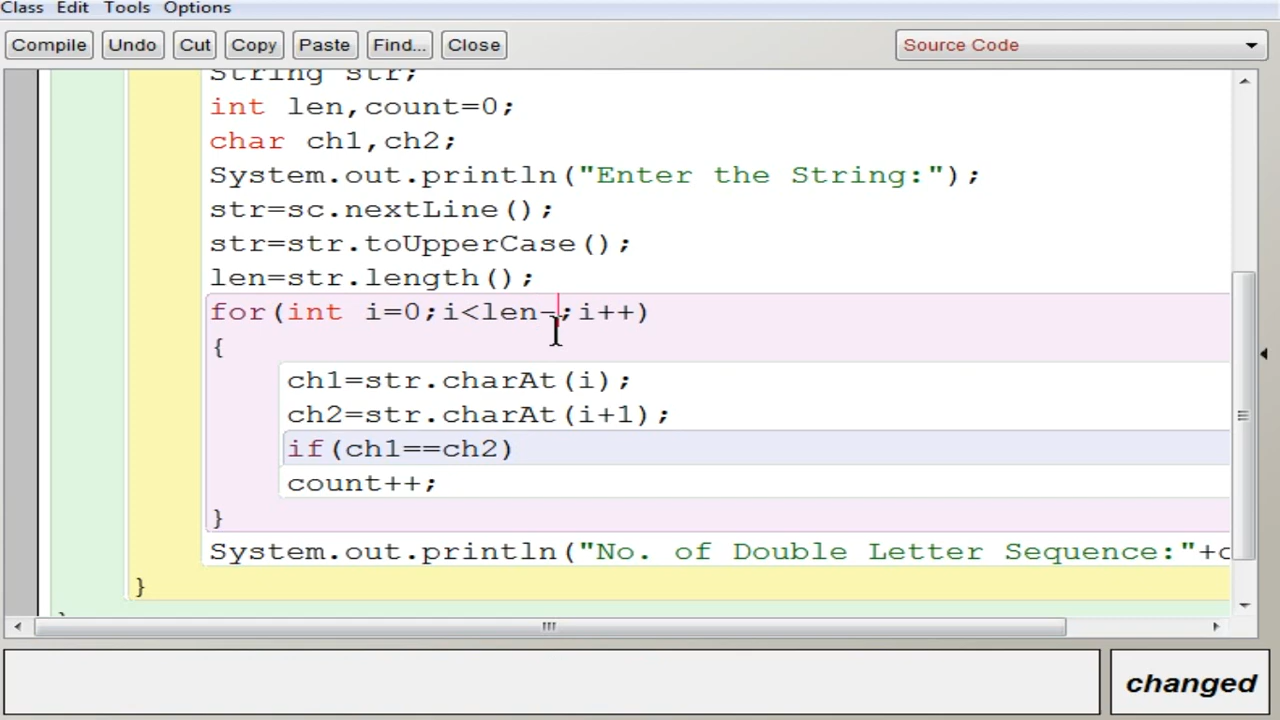 Class Edit Tools Options
Compile Undo Cut Copy Paste Find... Close Source Code
String str;
int len,count=0;
char ch1,ch2;
System.out.println("Enter the String:");
str=sc.nextLine();
str=str.toUpperCase();
len=str.length();
for(int i=0;i<len-;i++)
{
ch1=str.charAt(i);
ch2=str.charAt(i+1);
if(ch1==ch2)
count++;
}
System.out.println("No. of Double Letter Sequence:"+c
}
changed